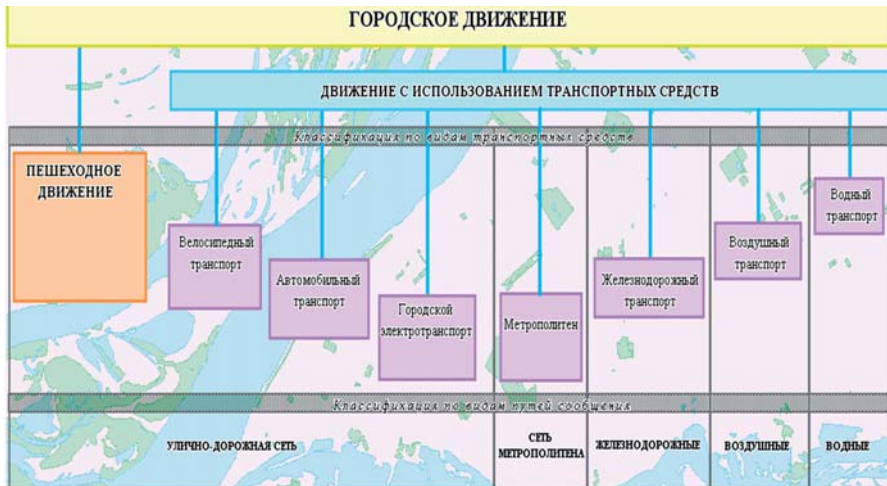 ГОРОДСКОЕ ДВИЖЕНИЕ
ДВИЖЕНИЕ С ИСПОЛЬЗОВАНИЕМ ТРАНСПОРТНЫХ СРЕДСТВ
Классификация по видам транспортных средств
ПЕШЕХОДНОЕ
ДВИЖЕНИЕ
Велосипедный
транспорт
Автомобильный
транспорт
Городской
электротранспорт
Метрополитен
Железнодорожный
транспорт
Воздушный
транспорт
Водный
транспорт
Классификация по видам путей сообщения
УЛИЧНО-ДОРОЖНАЯ СЕТЬ
СЕТЬ
МЕТРОПОЛИТЕНА
ЖЕЛЕЗНОДОРОЖНЫЕ
ВОЗДУШНЫЕ
ВОДНЫЕ